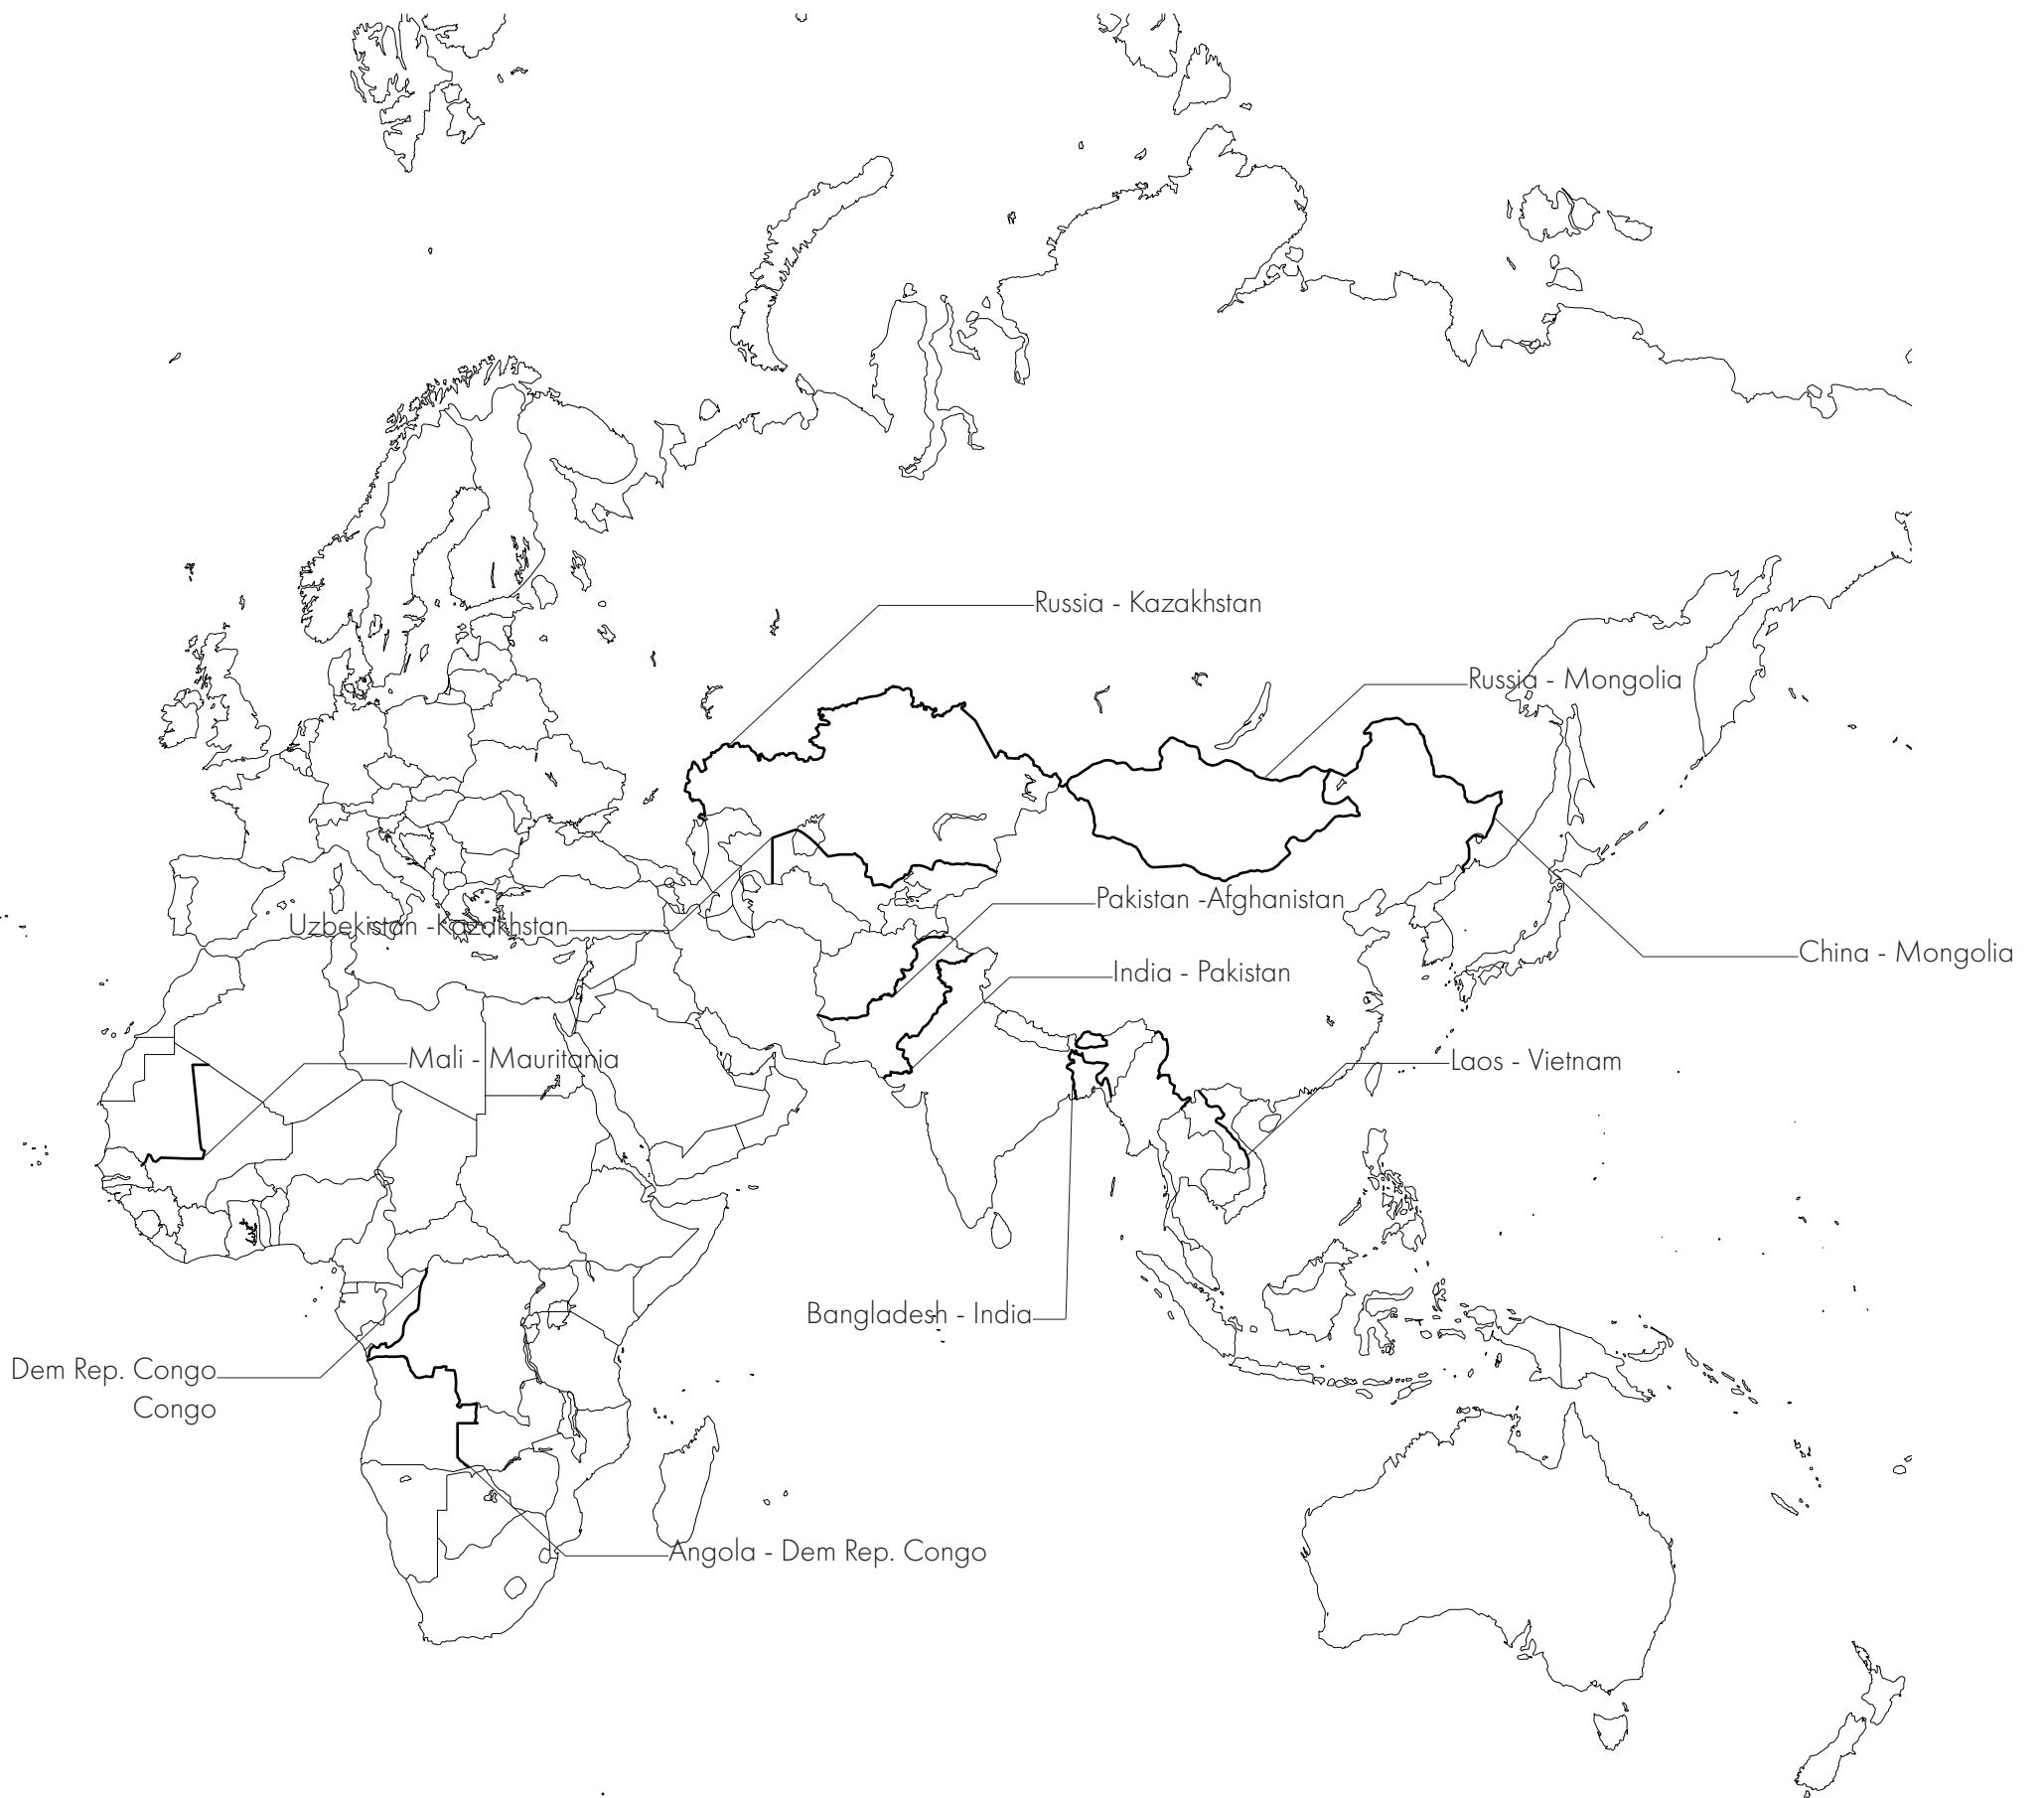 Russia - Kazakhstan
Russia - Mongolia
Pakistan -Afghanistan
Uzbekistan -Kazakhstan
China - Mongolia
India - Pakistan
Mali - Mauritania
Laos - Vietnam
Bangladesh - India
Dem Rep. Congo
Congo
Angola - Dem Rep. Congo